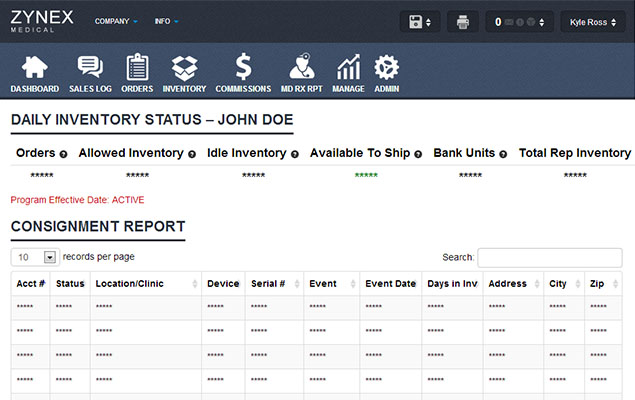 ZYNEX
MEDICAL
COMPANY INFO 0 Kyle Ross
DASHBOARD SALES LOG ORDERS INVENTORY COMMISSIONS MD RX RPT MANAGE ADMIN
DAILY INVENTORY STATUS – JOHN DOE
Orders ? Allowed Inventory ? Idle Inventory ? Available To Ship ? Bank Units ? Total Rep Inventory
***** ***** ***** ***** ***** *****
Program Effective Date: ACTIVE
CONSIGNMENT REPORT
10 records per page Search:
Acct # Status Location/Clinic Device Serial # Event Event Date Days in Inv Address City Zip
***** ***** ***** ***** ***** ***** ***** ***** ***** ***** *****
***** ***** ***** ***** ***** ***** ***** ***** ***** ***** *****
***** ***** ***** ***** ***** ***** ***** ***** ***** ***** *****
***** ***** ***** ***** ***** ***** ***** ***** ***** ***** *****